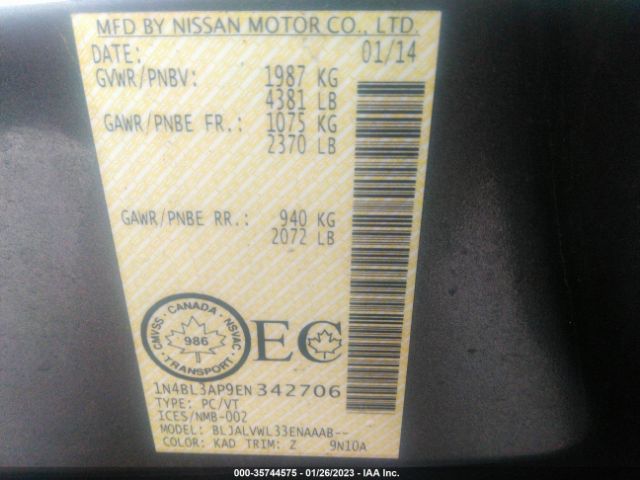 MFD BY NISSAN MOTOR CO., LTD.
DATE: 01/14
GVWR/PNBV: 1987 KG
4381 LB
GAWR/PNBE FR.: 1075 KG
2370 LB
GAWR/PNBE RR.: 940 KG
2072 LB
CANADA
CMVSS NSVAC
986
TRANSPORT
EC
1N4BL3AP9EN342706
TYPE: PC/VT
ICES/NMB-002
MODEL: BLJALVWL33ENAAAB--
COLOR: KAD TRIM: Z 9N10A
000-35744575 - 01/26/2023 - IAA Inc.